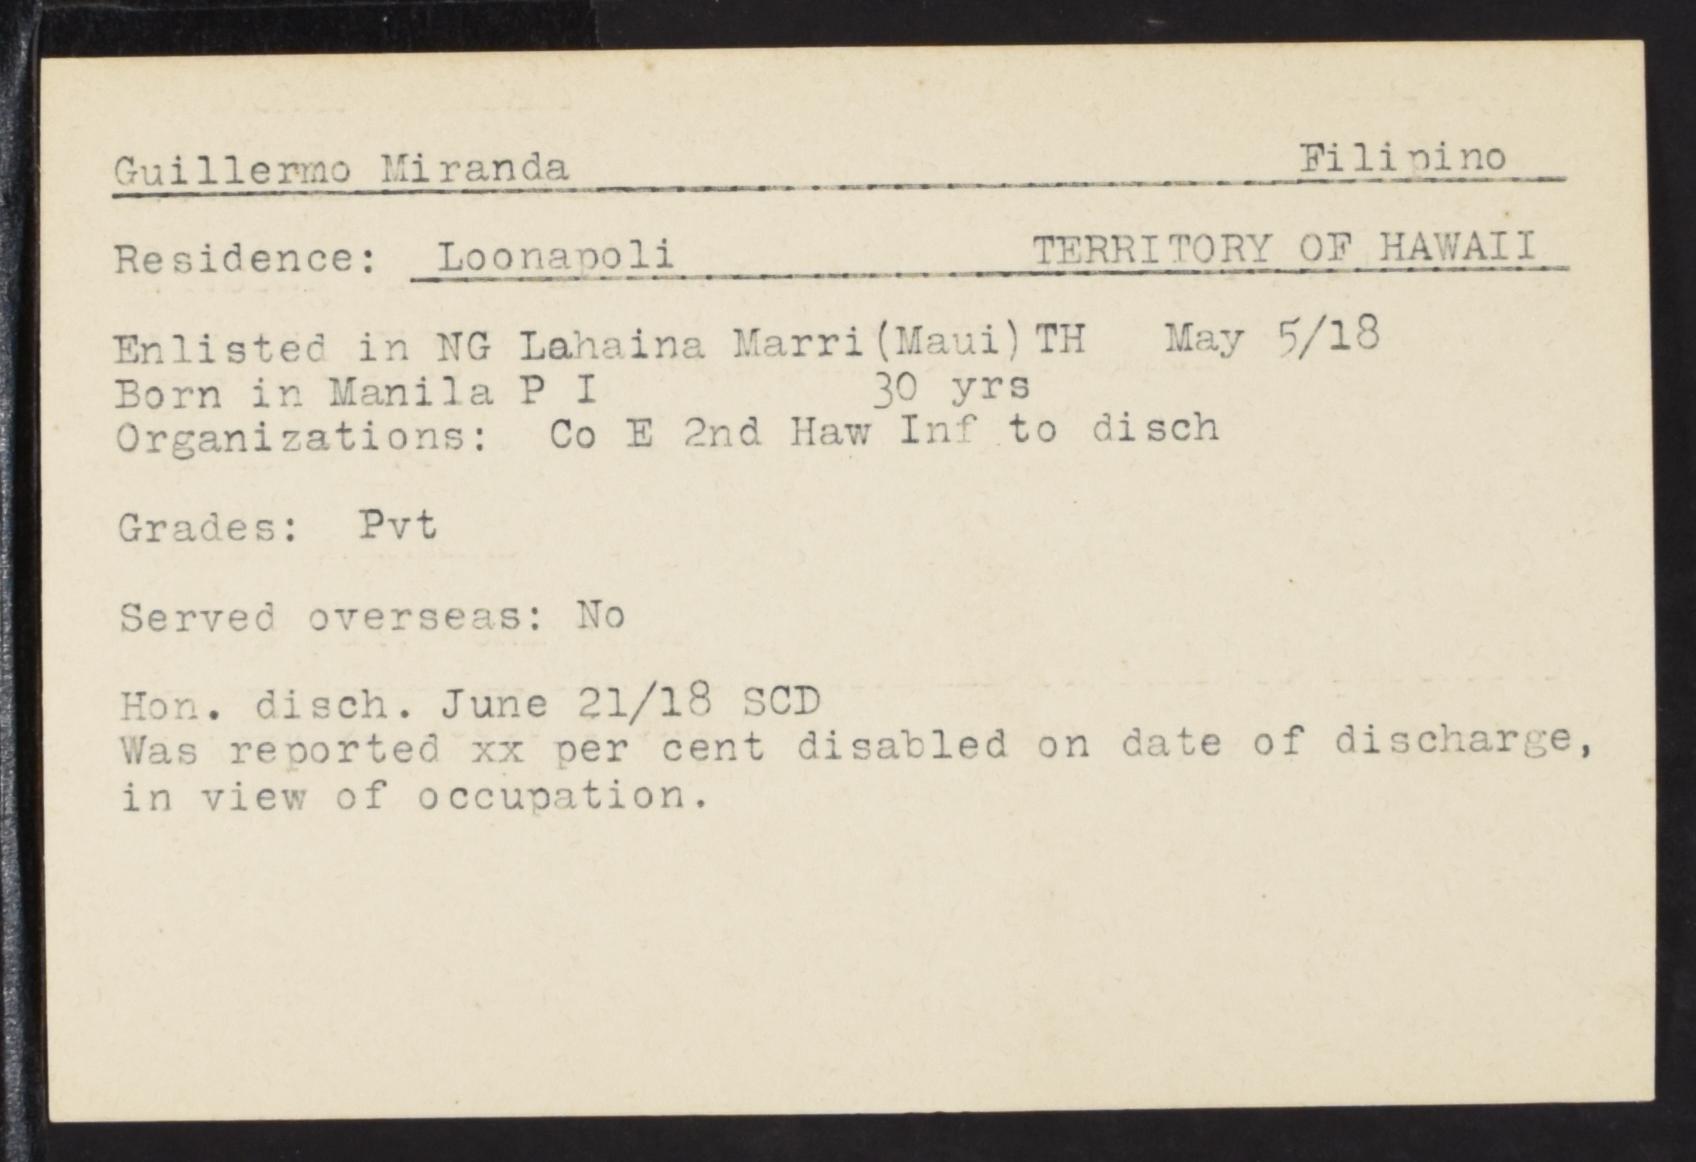 Guillermo Miranda Filipino
Residence: Loonapoli TERRITORY OF HAWAII
Enlisted in NG Lahaina Marri (Maui) TH May 5/18
Born in Manila P I 30 yrs
Organizations: Co E 2nd Haw Inf to disch
Grades: Pvt
Served overseas: No
Hon. disch. June 21/18 SCD
Was reported xx per cent disabled on date of discharge,
in view of occupation.